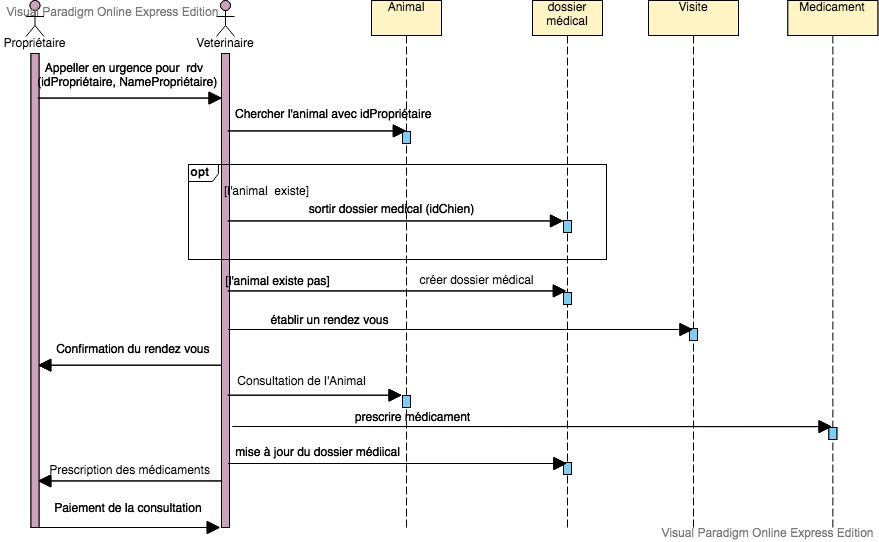 Visual Paradigm Online Express Edition
Propriétaire
Veterinaire
Animal
dossier
médical
Visite
Medicament
Appeller en urgence pour rdv
(idPropriétaire, NamePropriétaire)
Chercher l'animal avec idPropriétaire
opt
[l'animal existe]
sortir dossier medical (idChien)
[l'animal existe pas]
créer dossier médical
établir un rendez vous
Confirmation du rendez vous
Consultation de l'Animal
prescrire médicament
mise à jour du dossier médiical
Prescription des médicaments
Paiement de la consultation
Visual Paradigm Online Express Edition